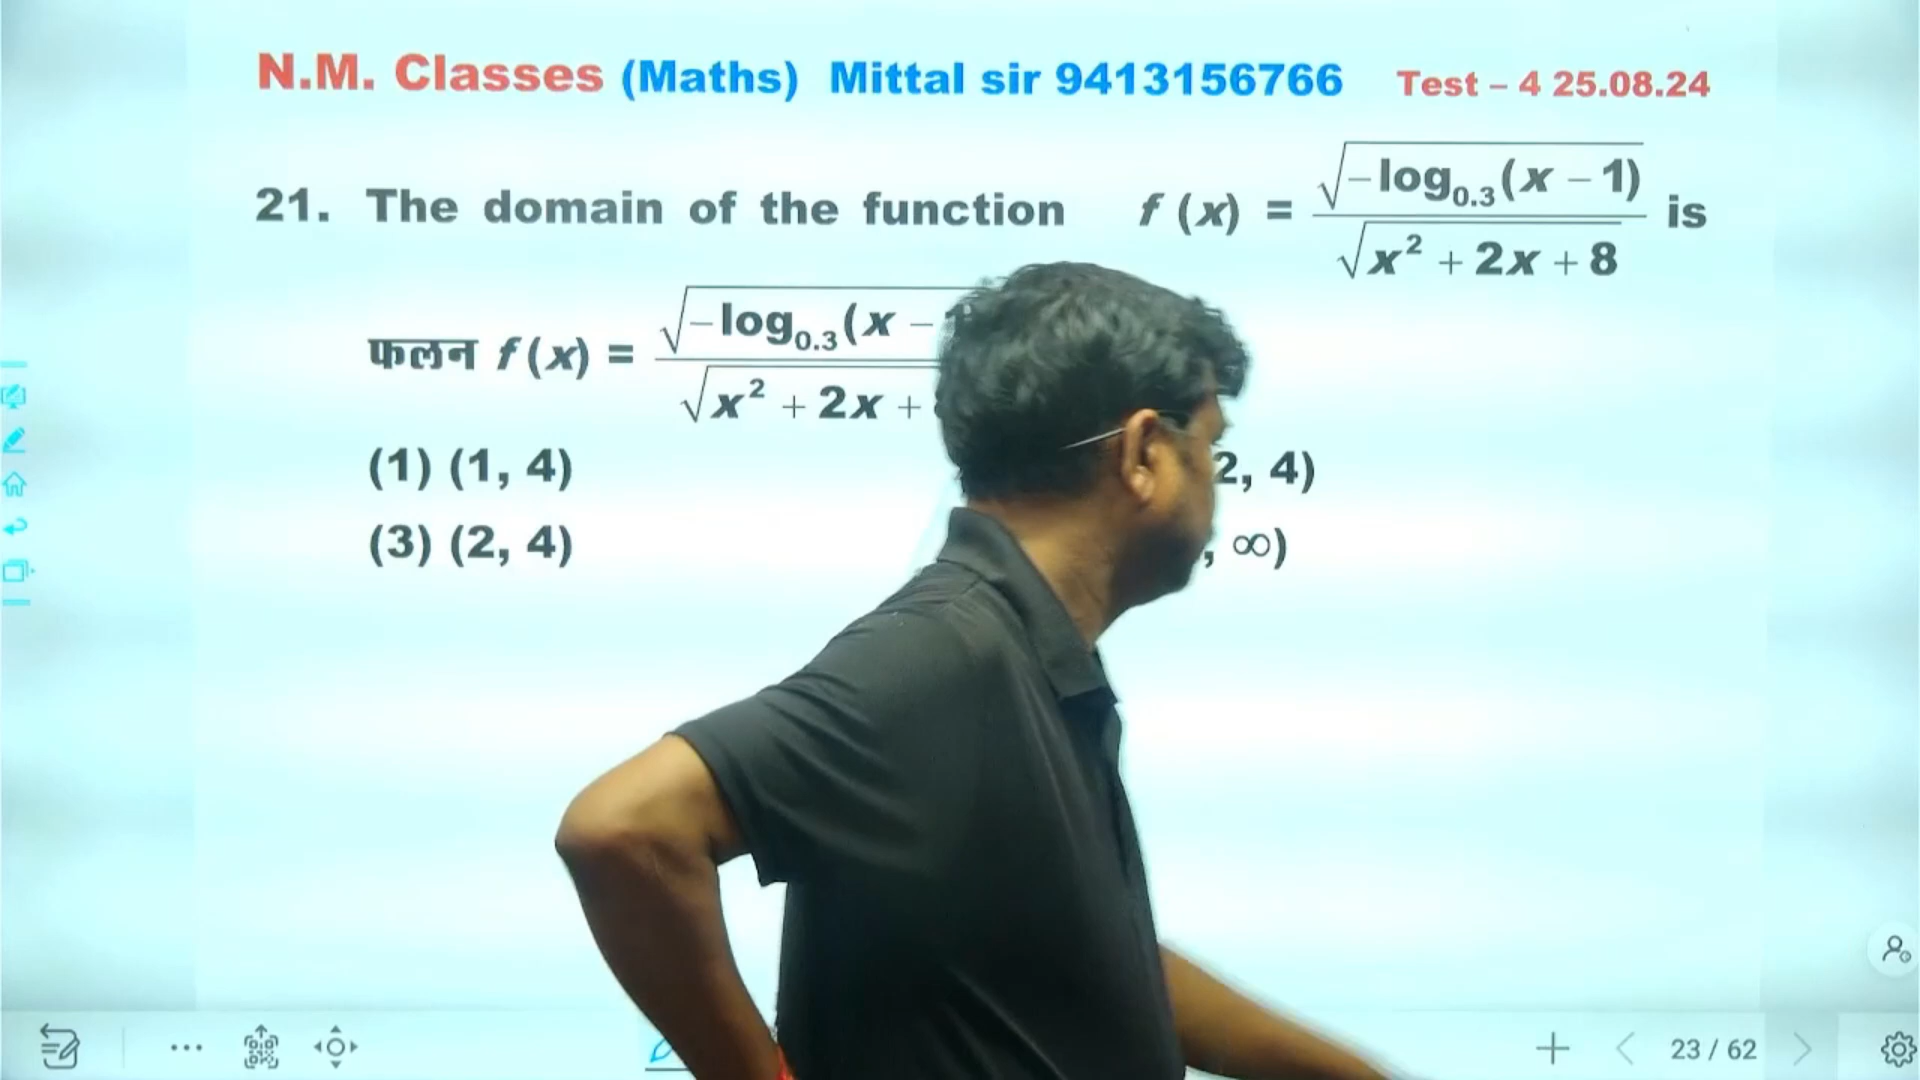 N.M. Classes (Maths) Mittal sir 9413156766 Test – 4 25.08.24
21. The domain of the function f (x) = √(–log₀.₃(x – 1)) / √(x² + 2x + 8) is
फलन f (x) = √–log₀.₃(x – / √x² + 2x +
(1) (1, 4) 2, 4)
(3) (2, 4) , ∞)
23 / 62